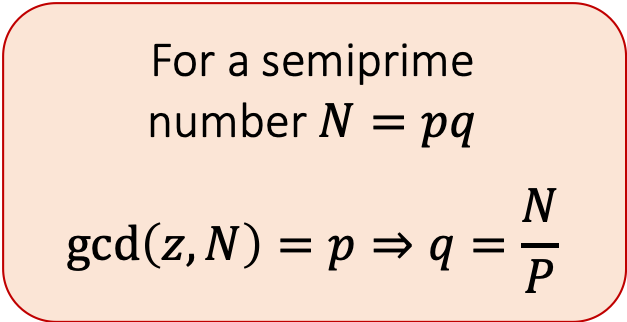 For a semiprime
number N = pq
gcd(z, N) = p ⇒ q = N/P